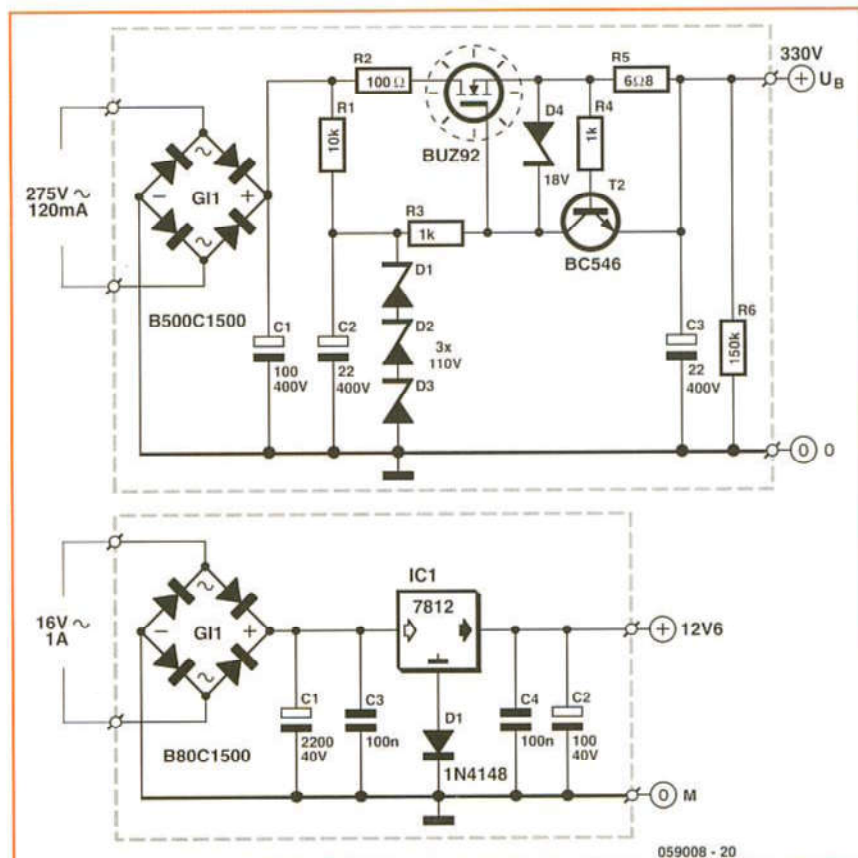 275V ~
120mA
−
~
GI1
+
~
B500C1500
R2
100Ω
R1
10k
BUZ92
D4
18V
R5
6Ω8
R4
1k
T2
BC546
330V
+ UB
R3
1k
D1
D2
D3
3x
110V
C1
100
400V
C2
22
400V
C3
22
400V
R6
150k
0 0
16V ~
1A
−
~
GI1
+
~
B80C1500
IC1
7812
+ 12V6
C1
2200
40V
C3
100n
D1
1N4148
C4
100n
C2
100
40V
0 M
059008 - 20